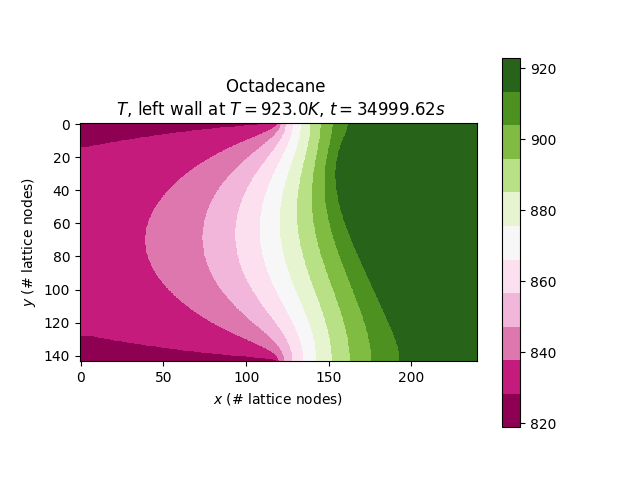 Octadecane
T, left wall at T = 923.0K, t = 34999.62s
0
20
40
60
80
100
120
140
y (# lattice nodes)
0 50 100 150 200
x (# lattice nodes)
920
900
880
860
840
820